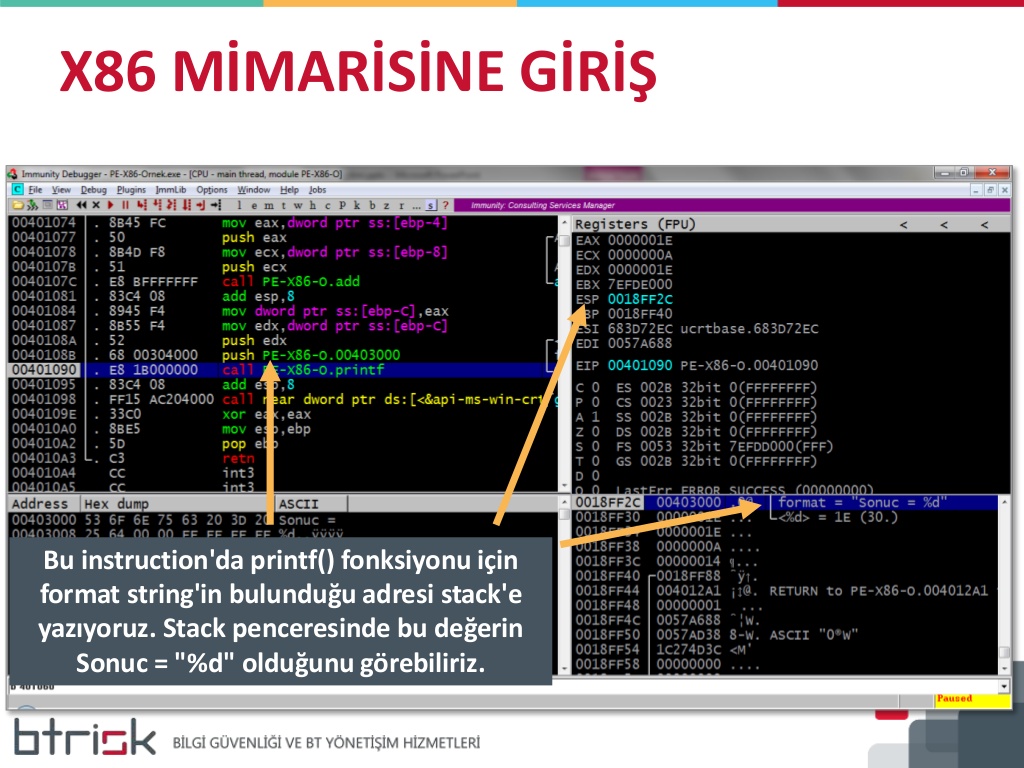 X86 MİMARİSİNE GİRİŞ
Immunity Debugger - PE-X86-Ornek.exe - [CPU - main thread, module PE-X86-O]
File View Debug Plugins ImmLib Options Window Help Jobs
l e m t w h c P k b z r ... s ? Immunity: Consulting Services Manager
00401074 . 8B45 FC mov eax,dword ptr ss:[ebp-4]
00401077 . 50 push eax
00401078 . 8B4D F8 mov ecx,dword ptr ss:[ebp-8]
0040107B . 51 push ecx
0040107C . E8 BFFFFFFF call PE-X86-O.add
00401081 . 83C4 08 add esp,8
00401084 . 8945 F4 mov dword ptr ss:[ebp-C],eax
00401087 . 8B55 F4 mov edx,dword ptr ss:[ebp-C]
0040108A . 52 push edx
0040108B . 68 00304000 push PE-X86-O.00403000
00401090 . E8 1B000000 call PE-X86-O.printf
00401095 . 83C4 08 add esp,8
00401098 . FF15 AC204000 call near dword ptr ds:[<&api-ms-win-crt
0040109E . 33C0 xor eax,eax
004010A0 . 8BE5 mov esp,ebp
004010A2 . 5D pop ebp
004010A3 . C3 retn
004010A4 CC int3
004010A5 CC int3
Registers (FPU) < < <
EAX 0000001E
ECX 0000000A
EDX 0000001E
EBX 7EFDE000
ESP 0018FF2C
EBP 0018FF40
ESI 683D72EC ucrtbase.683D72EC
EDI 0057A688
EIP 00401090 PE-X86-O.00401090
C 0 ES 002B 32bit 0(FFFFFFFF)
P 0 CS 0023 32bit 0(FFFFFFFF)
A 1 SS 002B 32bit 0(FFFFFFFF)
Z 0 DS 002B 32bit 0(FFFFFFFF)
S 0 FS 0053 32bit 7EFDD000(FFF)
T 0 GS 002B 32bit 0(FFFFFFFF)
D 0
O 0 LastErr ERROR_SUCCESS (00000000)
Address Hex dump ASCII
00403000 53 6F 6E 75 63 20 3D 20 Sonuc =
00403008 25 64 00 00 FF FF FF FF %d..ÿÿÿÿ
0018FF2C 00403000 .0@. format = "Sonuc = %d"
0018FF30 0000001E ... <%d> = 1E (30.)
0018FF34 0000001E ....
0018FF38 0000000A ....
0018FF3C 00000014 ¶...
0018FF40 0018FF88 ˆÿ↑.
0018FF44 004012A1 ¡↕@. RETURN to PE-X86-O.004012A1
0018FF48 00000001 ...
0018FF4C 0057A688 ˆ¦W.
0018FF50 0057AD38 8-W. ASCII "0®W"
0018FF54 1C274D3C <M'
0018FF58 00000000 ....
Bu instruction'da printf() fonksiyonu için
format string'in bulunduğu adresi stack'e
yazıyoruz. Stack penceresinde bu değerin
Sonuc = "%d" olduğunu görebiliriz.
Paused
btrisk BİLGİ GÜVENLİĞİ VE BT YÖNETİŞİM HİZMETLERİ